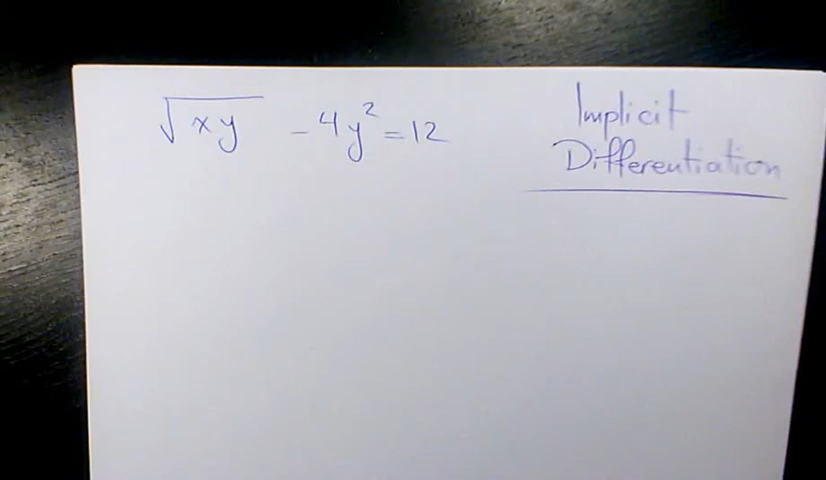 √xy - 4y² = 12
Implicit
Differentiation